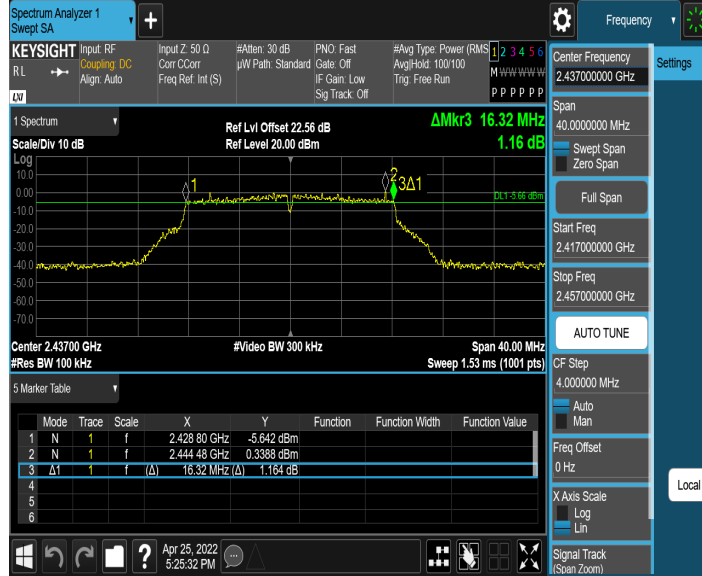 Spectrum Analyzer 1
Swept SA
Frequency
KEYSIGHT
R L
LXI
Input: RF
Coupling: DC
Align: Auto
Input Z: 50 Ω
Corr CCorr
Freq Ref: Int (S)
#Atten: 30 dB
µW Path: Standard
PNO: Fast
Gate: Off
IF Gain: Low
Sig Track: Off
#Avg Type: Power (RMS
Avg|Hold: 100/100
Trig: Free Run
1 2 3 4 5 6
M W W W W W
P P P P P P
1 Spectrum
Scale/Div 10 dB
Ref Lvl Offset 22.56 dB
Ref Level 20.00 dBm
ΔMkr3 16.32 MHz
1.16 dB
Log
10.0
0.00
-10.0
-20.0
-30.0
-40.0
-50.0
-60.0
-70.0
1
2
3Δ1
DL1 -5.66 dBm
Center 2.43700 GHz
#Res BW 100 kHz
#Video BW 300 kHz
Span 40.00 MHz
Sweep 1.53 ms (1001 pts)
5 Marker Table
Mode Trace Scale X Y Function Function Width Function Value
1 N 1 f 2.428 80 GHz -5.642 dBm
2 N 1 f 2.444 48 GHz 0.3388 dBm
3 Δ1 1 f (Δ) 16.32 MHz (Δ) 1.164 dB
4
5
6
Apr 25, 2022
5:25:32 PM
Center Frequency
2.437000000 GHz
Span
40.0000000 MHz
Swept Span
Zero Span
Full Span
Start Freq
2.417000000 GHz
Stop Freq
2.457000000 GHz
AUTO TUNE
CF Step
4.000000 MHz
Auto
Man
Freq Offset
0 Hz
X Axis Scale
Log
Lin
Signal Track
(Span Zoom)
Settings
Local